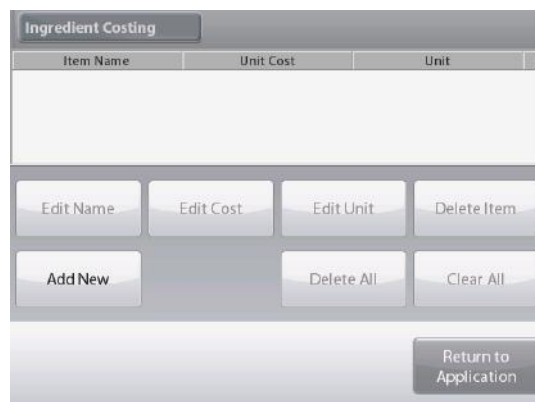 Ingredient Costing
Item Name Unit Cost Unit
Edit Name Edit Cost Edit Unit Delete Item
Add New Delete All Clear All
Return to
Application